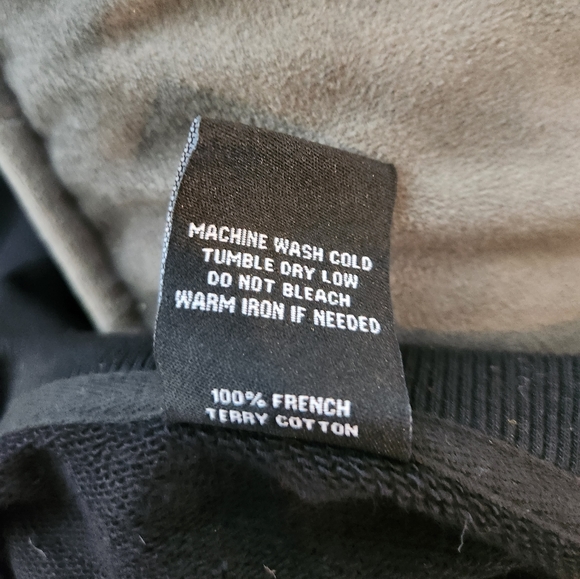 MACHINE WASH COLD
TUMBLE DRY LOW
DO NOT BLEACH
WARM IRON IF NEEDED
100% FRENCH
TERRY COTTON